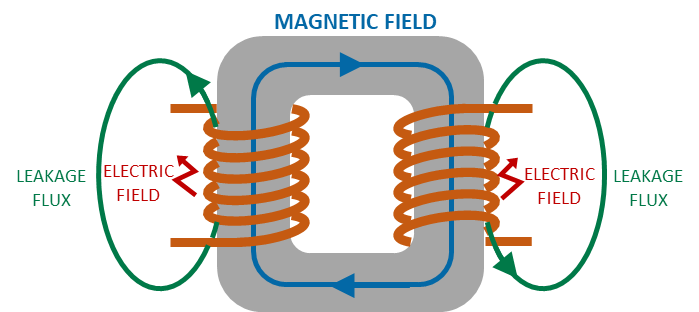 MAGNETIC FIELD
LEAKAGE
FLUX
ELECTRIC
FIELD
ELECTRIC
FIELD
LEAKAGE
FLUX